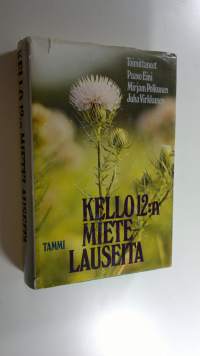 Toimittaneet
Paavo Eini
Mirjam Polkunen
Juha Virkkunen
KELLO 12:n
MIETE-
LAUSEITA
TAMMI
KELLO 12:n MIETELAUSEITA